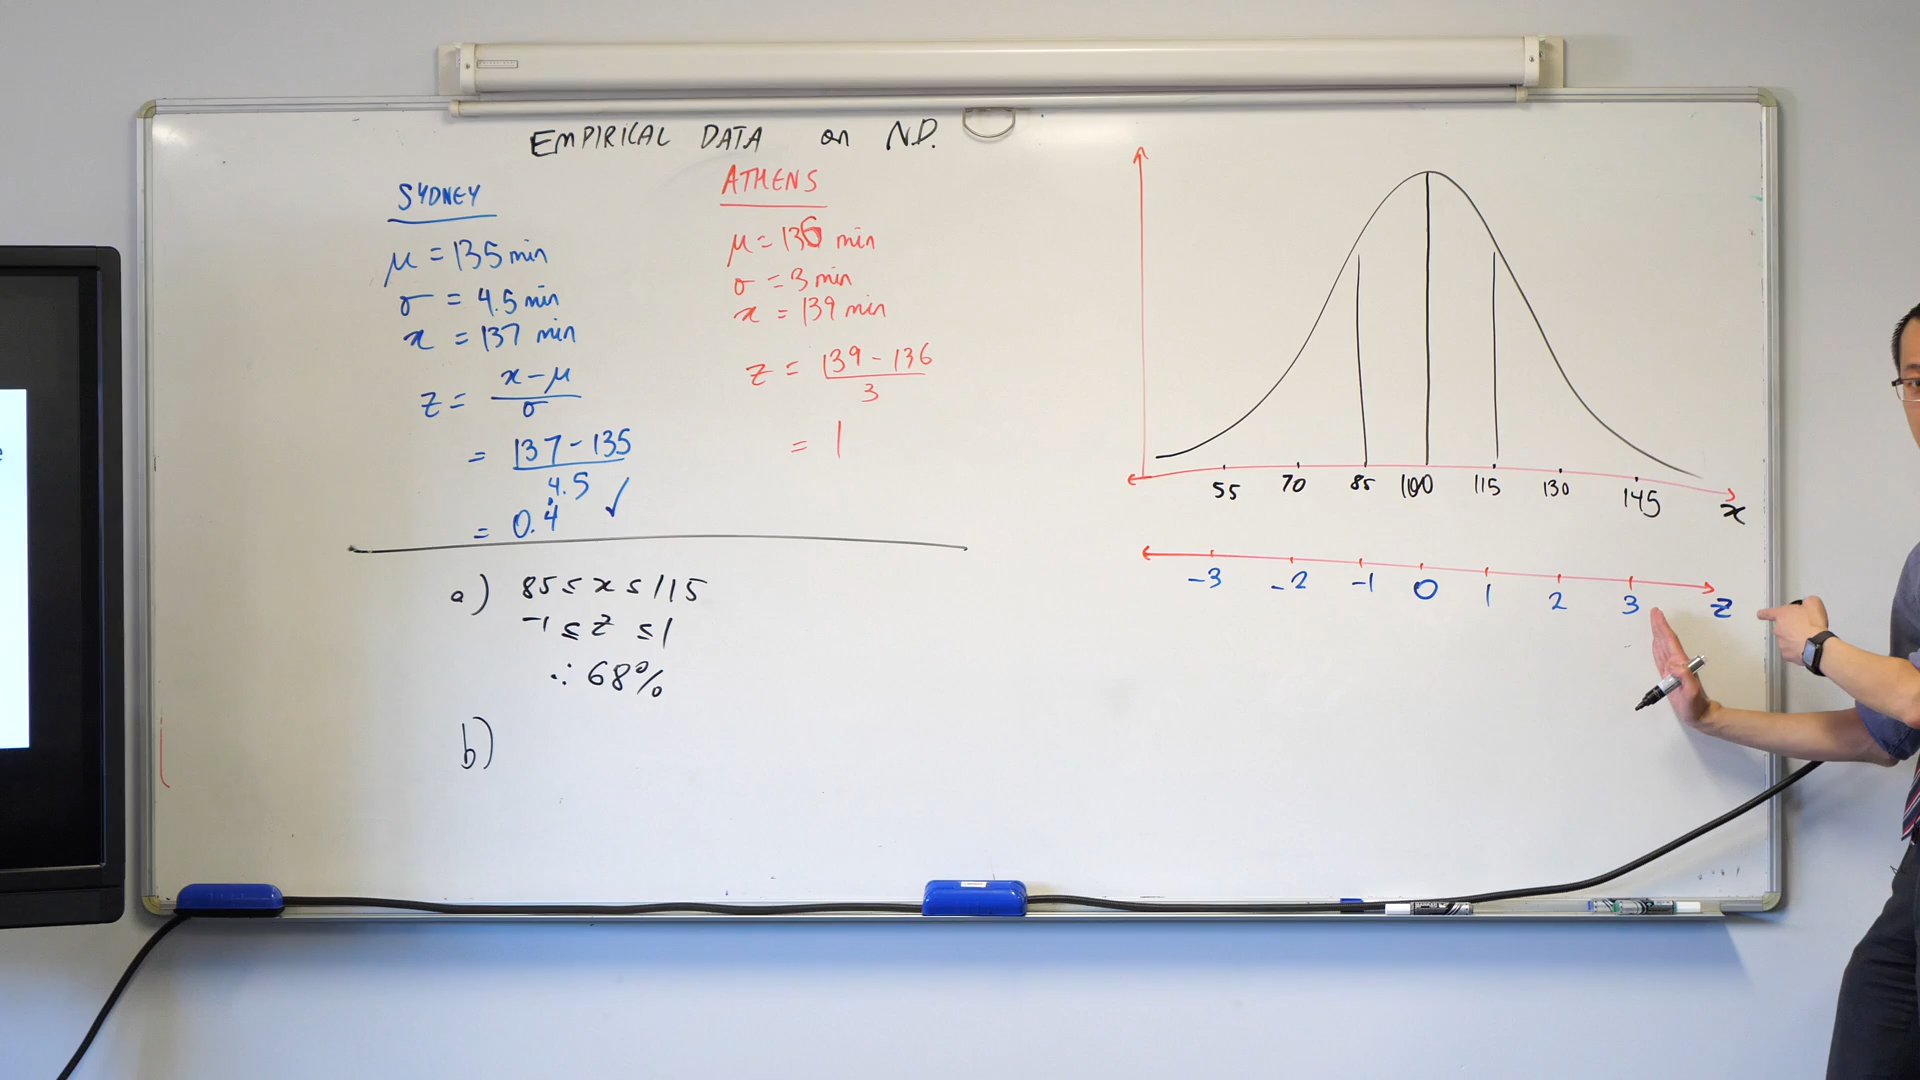 EMPIRICAL DATA on N.D.
SYDNEY
μ = 135 min
σ = 4.5 min
x = 137 min
z = x-μ / σ
= 137-135 / 4.5
= 0.4̇ ✓
ATHENS
μ = 136 min
σ = 3 min
x = 139 min
z = 139-136 / 3
= 1
a) 85 ≤ x ≤ 115
-1 ≤ z ≤ 1
∴ 68%
b)
55 70 85 100 115 130 145 x
-3 -2 -1 0 1 2 3 z